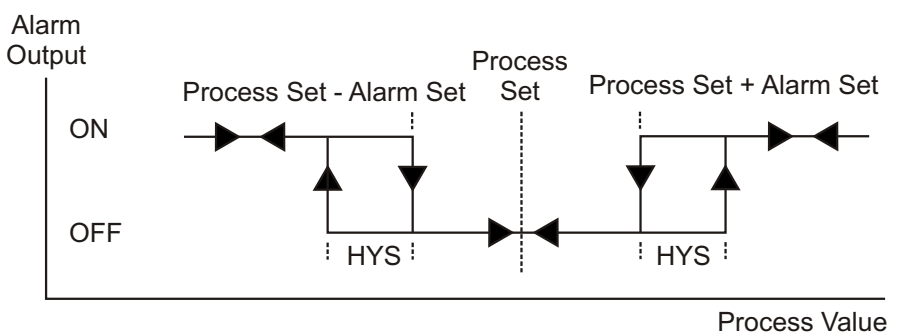 Alarm
Output
Process
Set
Process Set - Alarm Set
Process Set + Alarm Set
ON
OFF
HYS
HYS
Process Value